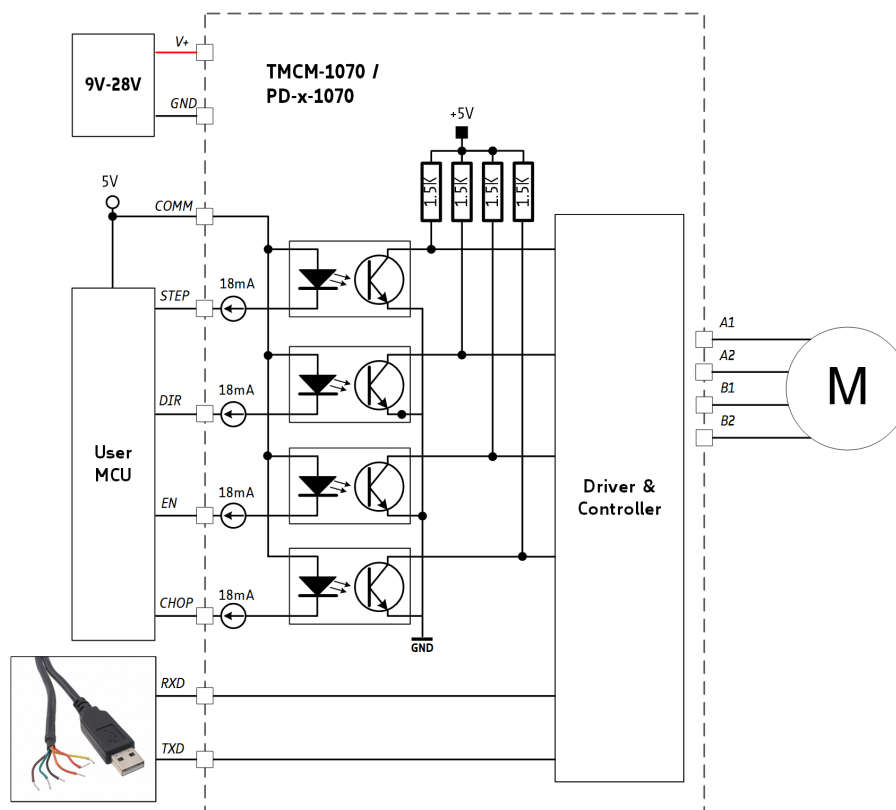 V+
9V-28V
GND
TMCM-1070 /
PD-x-1070
+5V
1.5K
1.5K
1.5K
1.5K
5V
COMM
STEP
18mA
DIR
18mA
User
MCU
EN
18mA
CHOP
18mA
GND
Driver &
Controller
A1
A2
B1
B2
M
RXD
TXD